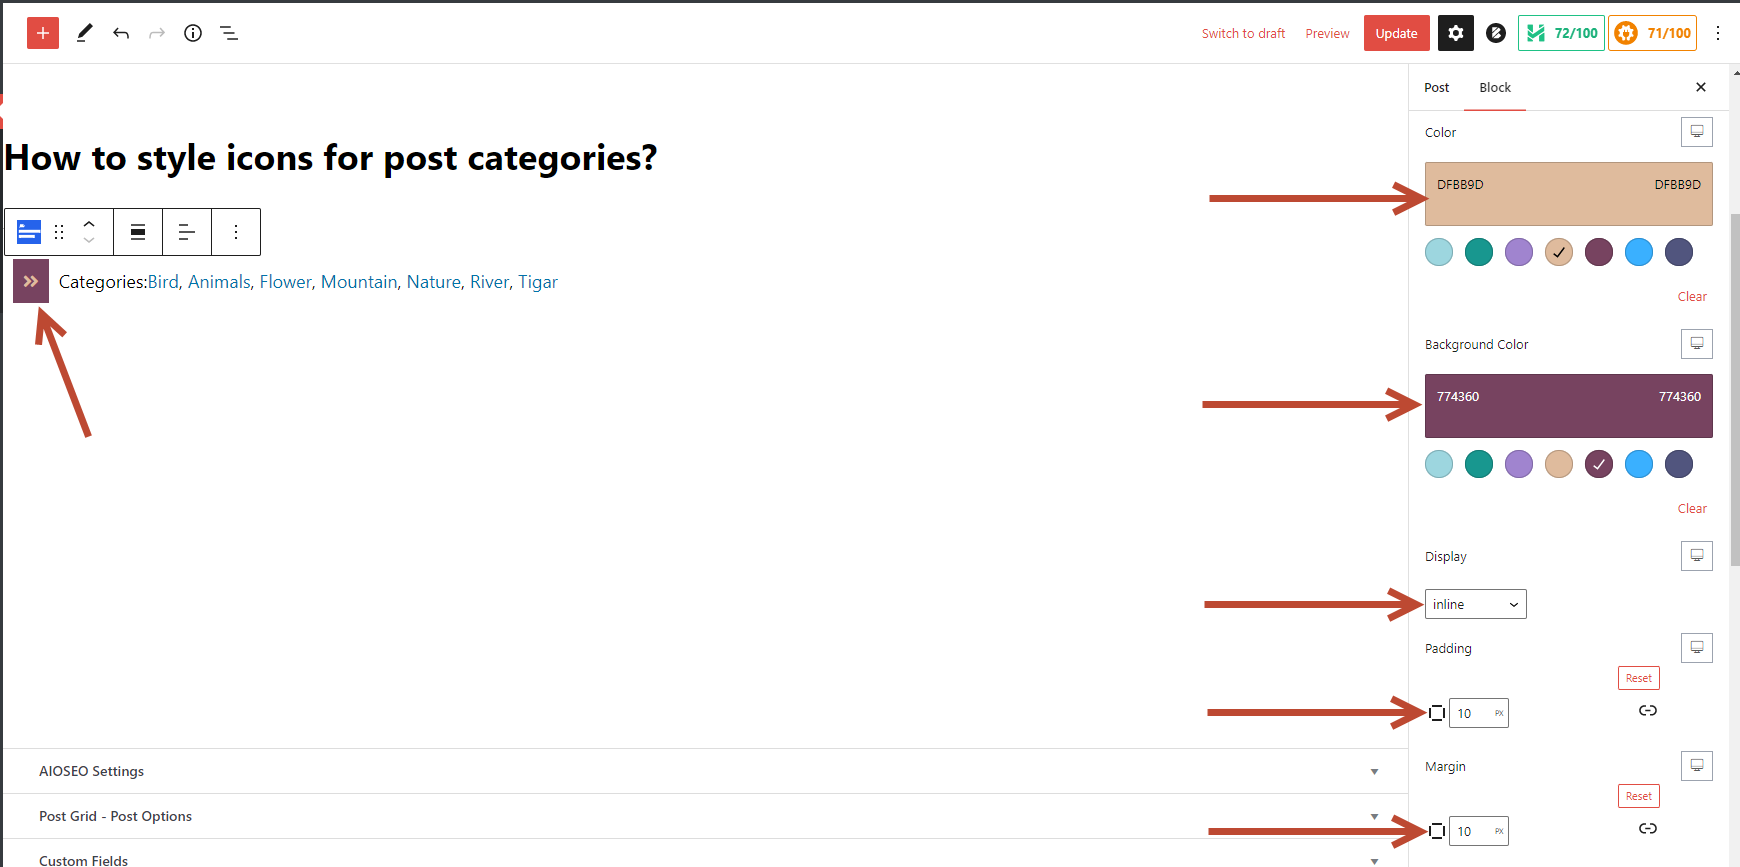 Switch to draft Preview Update 72/100 71/100
Post Block
Color
DFBB9D DFBB9D
Clear
Background Color
774360 774360
Clear
Display
inline
Padding
Reset
10 PX
Margin
Reset
10 PX
How to style icons for post categories?
» Categories:Bird, Animals, Flower, Mountain, Nature, River, Tigar
AIOSEO Settings
Post Grid - Post Options
Custom Fields